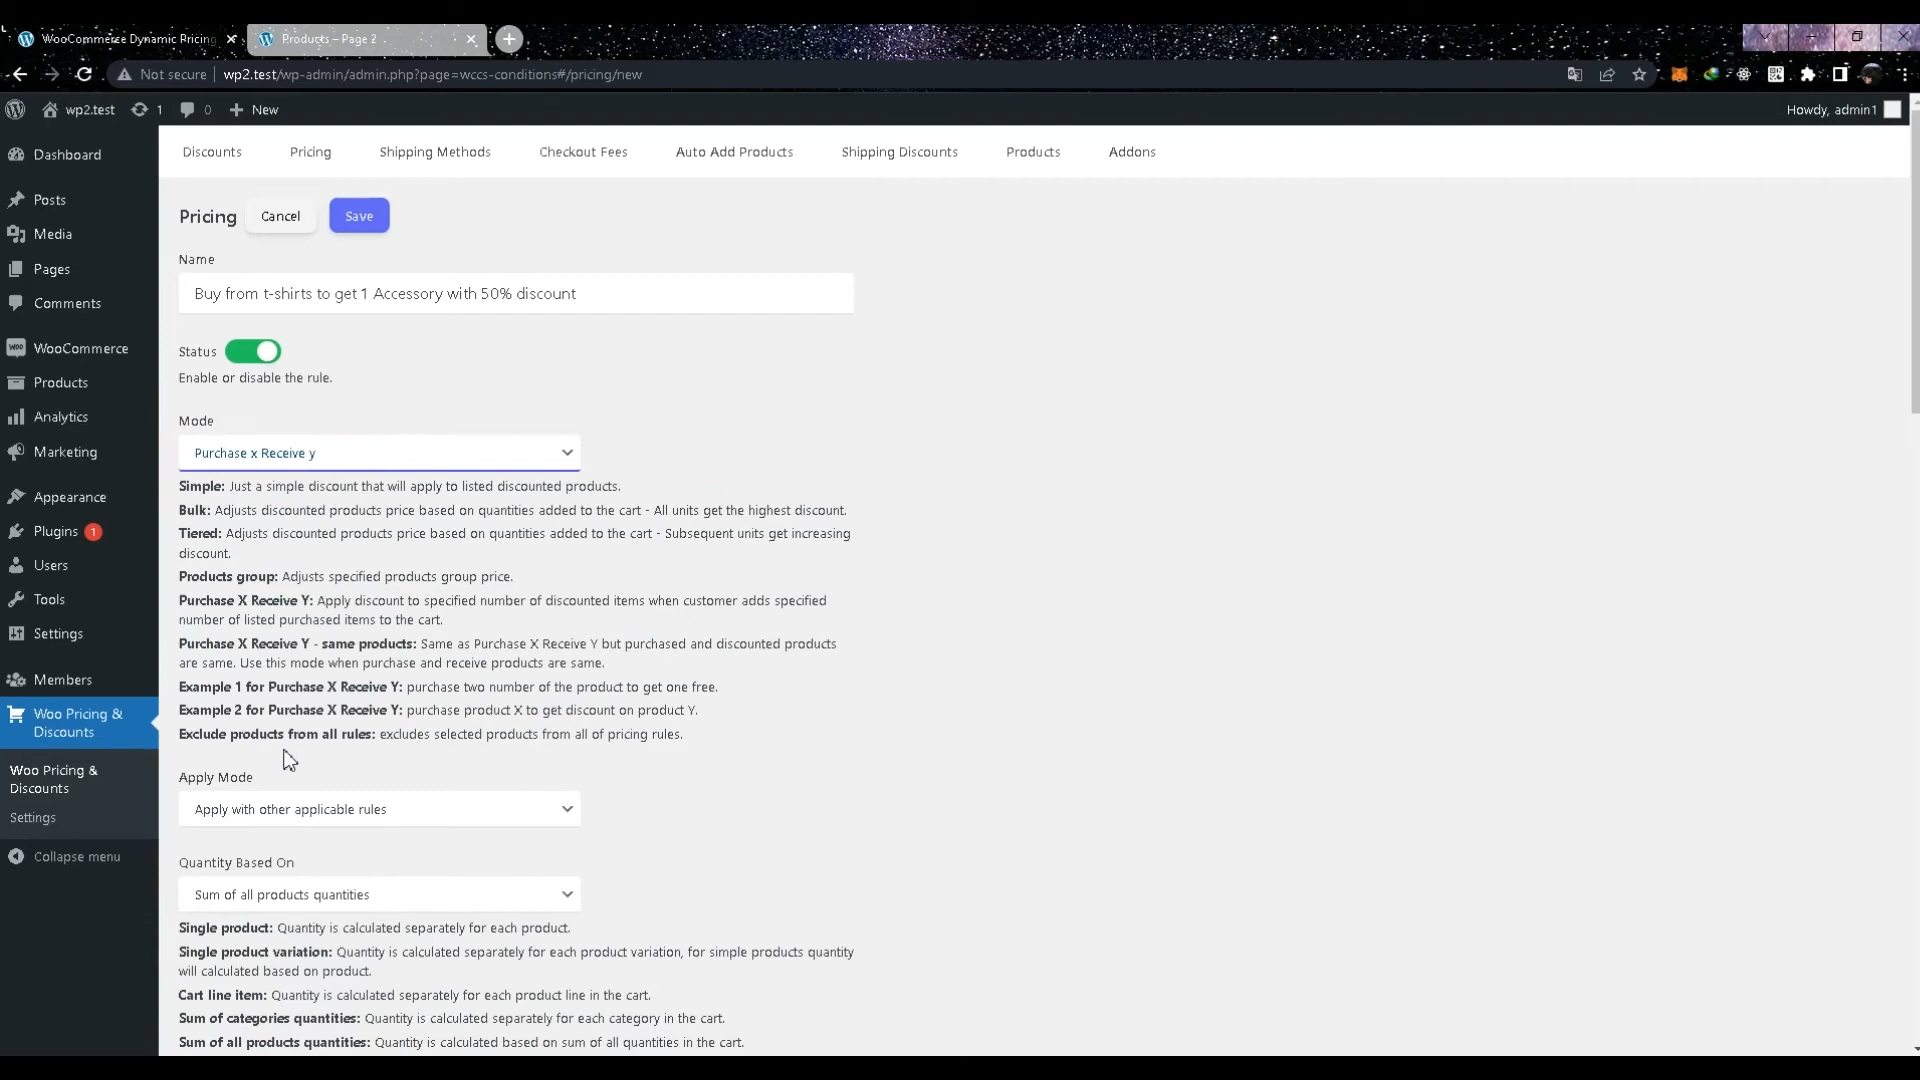 WooCommerce Dynamic Pricing
Products – Page 2
Not secure
wp2.test/wp-admin/admin.php?page=wccs-conditions#/pricing/new
wp2.test
1
0
New
Howdy, admin1
Dashboard
Posts
Media
Pages
Comments
WooCommerce
Products
Analytics
Marketing
Appearance
Plugins 1
Users
Tools
Settings
Members
Woo Pricing &
Discounts
Woo Pricing &
Discounts
Settings
Collapse menu
Discounts Pricing Shipping Methods Checkout Fees Auto Add Products Shipping Discounts Products Addons
Pricing Cancel Save
Name
Buy from t-shirts to get 1 Accessory with 50% discount
Status
Enable or disable the rule.
Mode
Purchase x Receive y
Simple: Just a simple discount that will apply to listed discounted products.
Bulk: Adjusts discounted products price based on quantities added to the cart - All units get the highest discount.
Tiered: Adjusts discounted products price based on quantities added to the cart - Subsequent units get increasing
discount.
Products group: Adjusts specified products group price.
Purchase X Receive Y: Apply discount to specified number of discounted items when customer adds specified
number of listed purchased items to the cart.
Purchase X Receive Y - same products: Same as Purchase X Receive Y but purchased and discounted products
are same. Use this mode when purchase and receive products are same.
Example 1 for Purchase X Receive Y: purchase two number of the product to get one free.
Example 2 for Purchase X Receive Y: purchase product X to get discount on product Y.
Exclude products from all rules: excludes selected products from all of pricing rules.
Apply Mode
Apply with other applicable rules
Quantity Based On
Sum of all products quantities
Single product: Quantity is calculated separately for each product.
Single product variation: Quantity is calculated separately for each product variation, for simple products quantity
will calculated based on product.
Cart line item: Quantity is calculated separately for each product line in the cart.
Sum of categories quantities: Quantity is calculated separately for each category in the cart.
Sum of all products quantities: Quantity is calculated based on sum of all quantities in the cart.